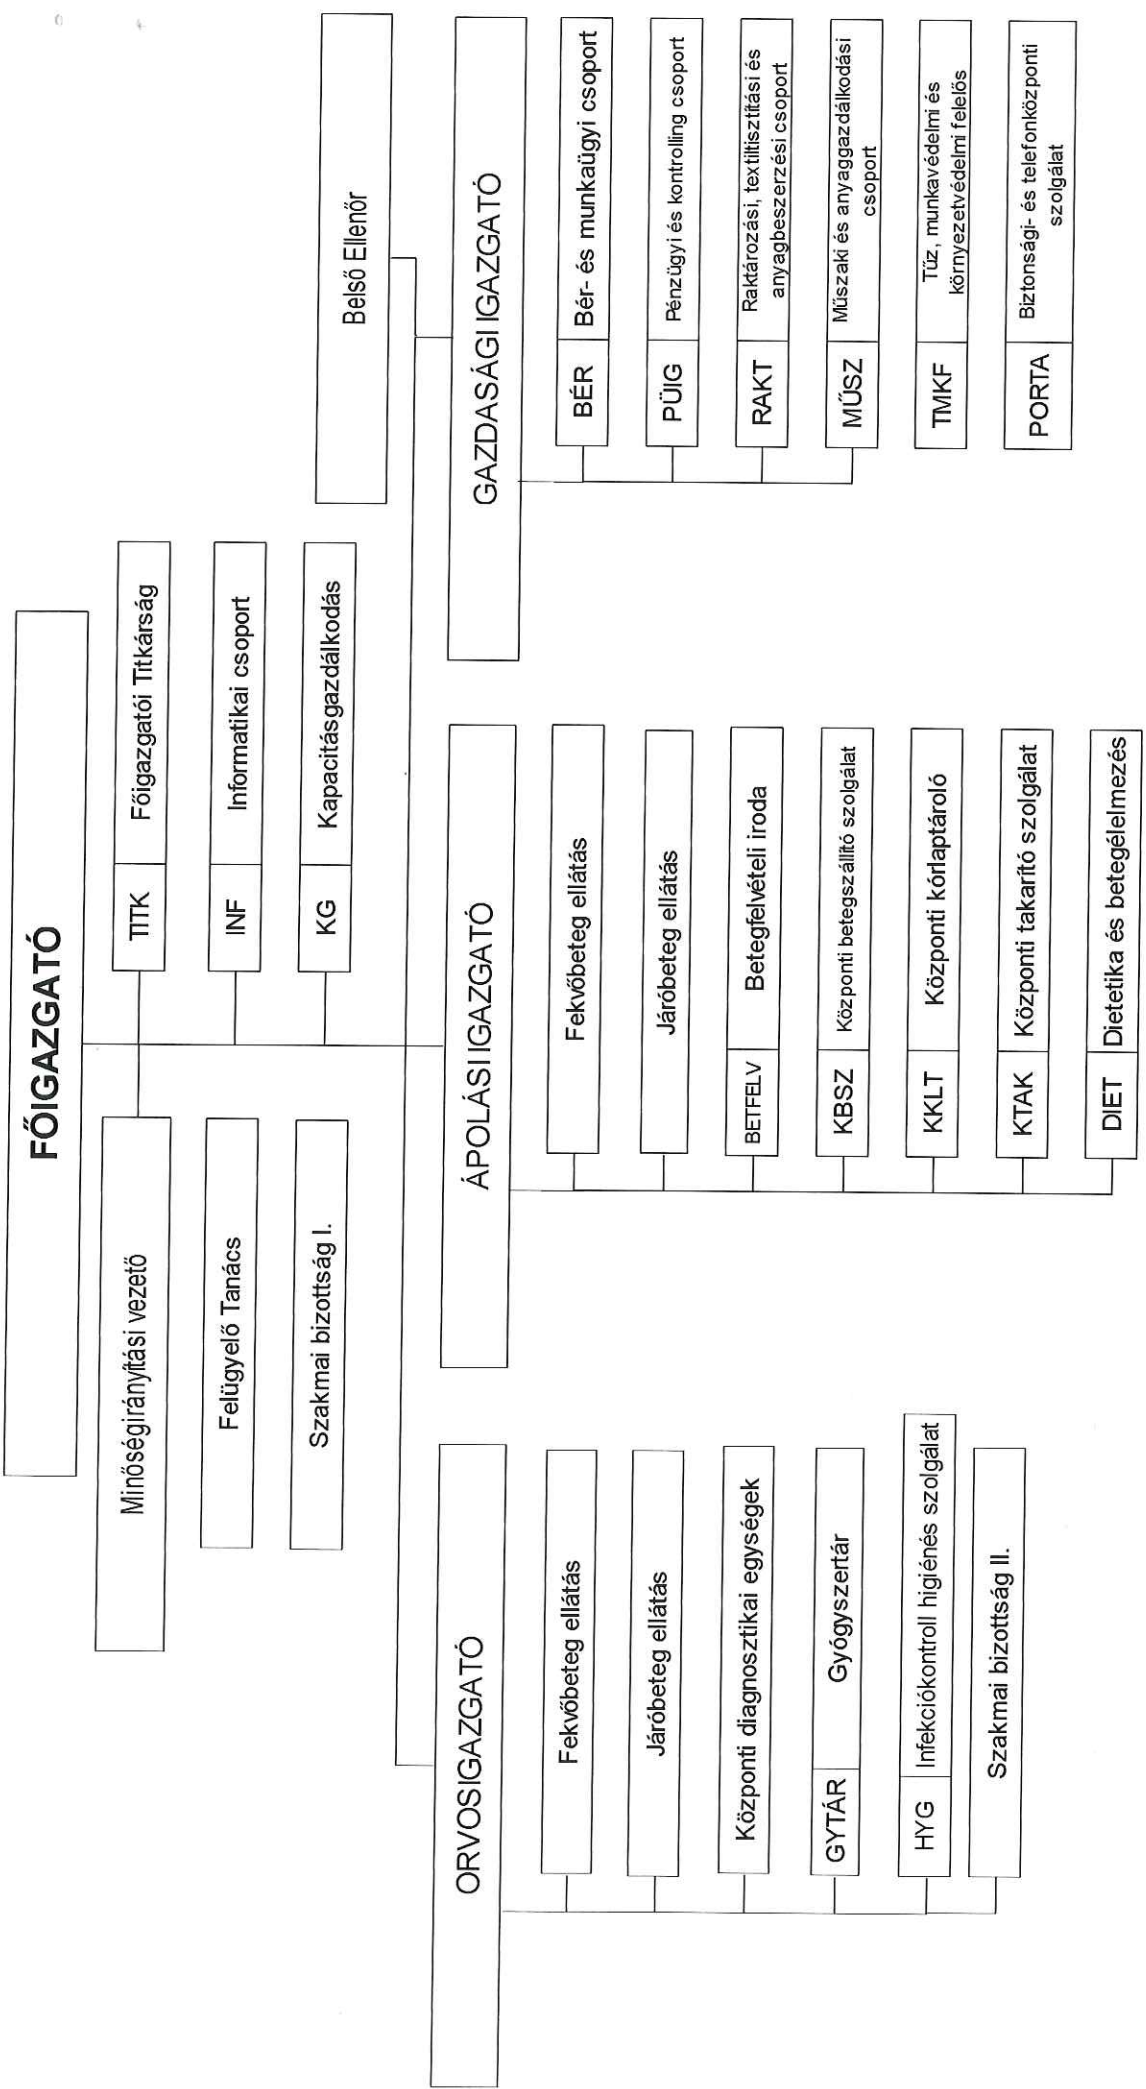 FŐIGAZGATÓ
Minőségirányítási vezető
TITK
Főigazgatói Titkárság
Felügyelő Tanács
INF
Informatikai csoport
Szakmai bizottság I.
KG
Kapacitásgazdálkodás
Belső Ellenőr
ORVOSIGAZGATÓ
Fekvőbeteg ellátás
Járóbeteg ellátás
Központi diagnosztikai egységek
GYTÁR
Gyógyszertár
HYG
Infekciókontroll higiénés szolgálat
Szakmai bizottság II.
ÁPOLÁSI IGAZGATÓ
Fekvőbeteg ellátás
Járóbeteg ellátás
BETFELV
Betegfelvételi iroda
KBSZ
Központi betegszállító szolgálat
KKLT
Központi kórlaptároló
KTAK
Központi takarító szolgálat
DIET
Dietetika és betegélelmezés
GAZDASÁGI IGAZGATÓ
BÉR
Bér- és munkaügyi csoport
PÜIG
Pénzügyi és kontrolling csoport
RAKT
Raktározási, textiltisztítási és
anyagbeszerzési csoport
MŰSZ
Műszaki és anyaggazdálkodási
csoport
TMKF
Tűz, munkavédelmi és
környezetvédelmi felelős
PORTA
Biztonsági- és telefonközponti
szolgálat